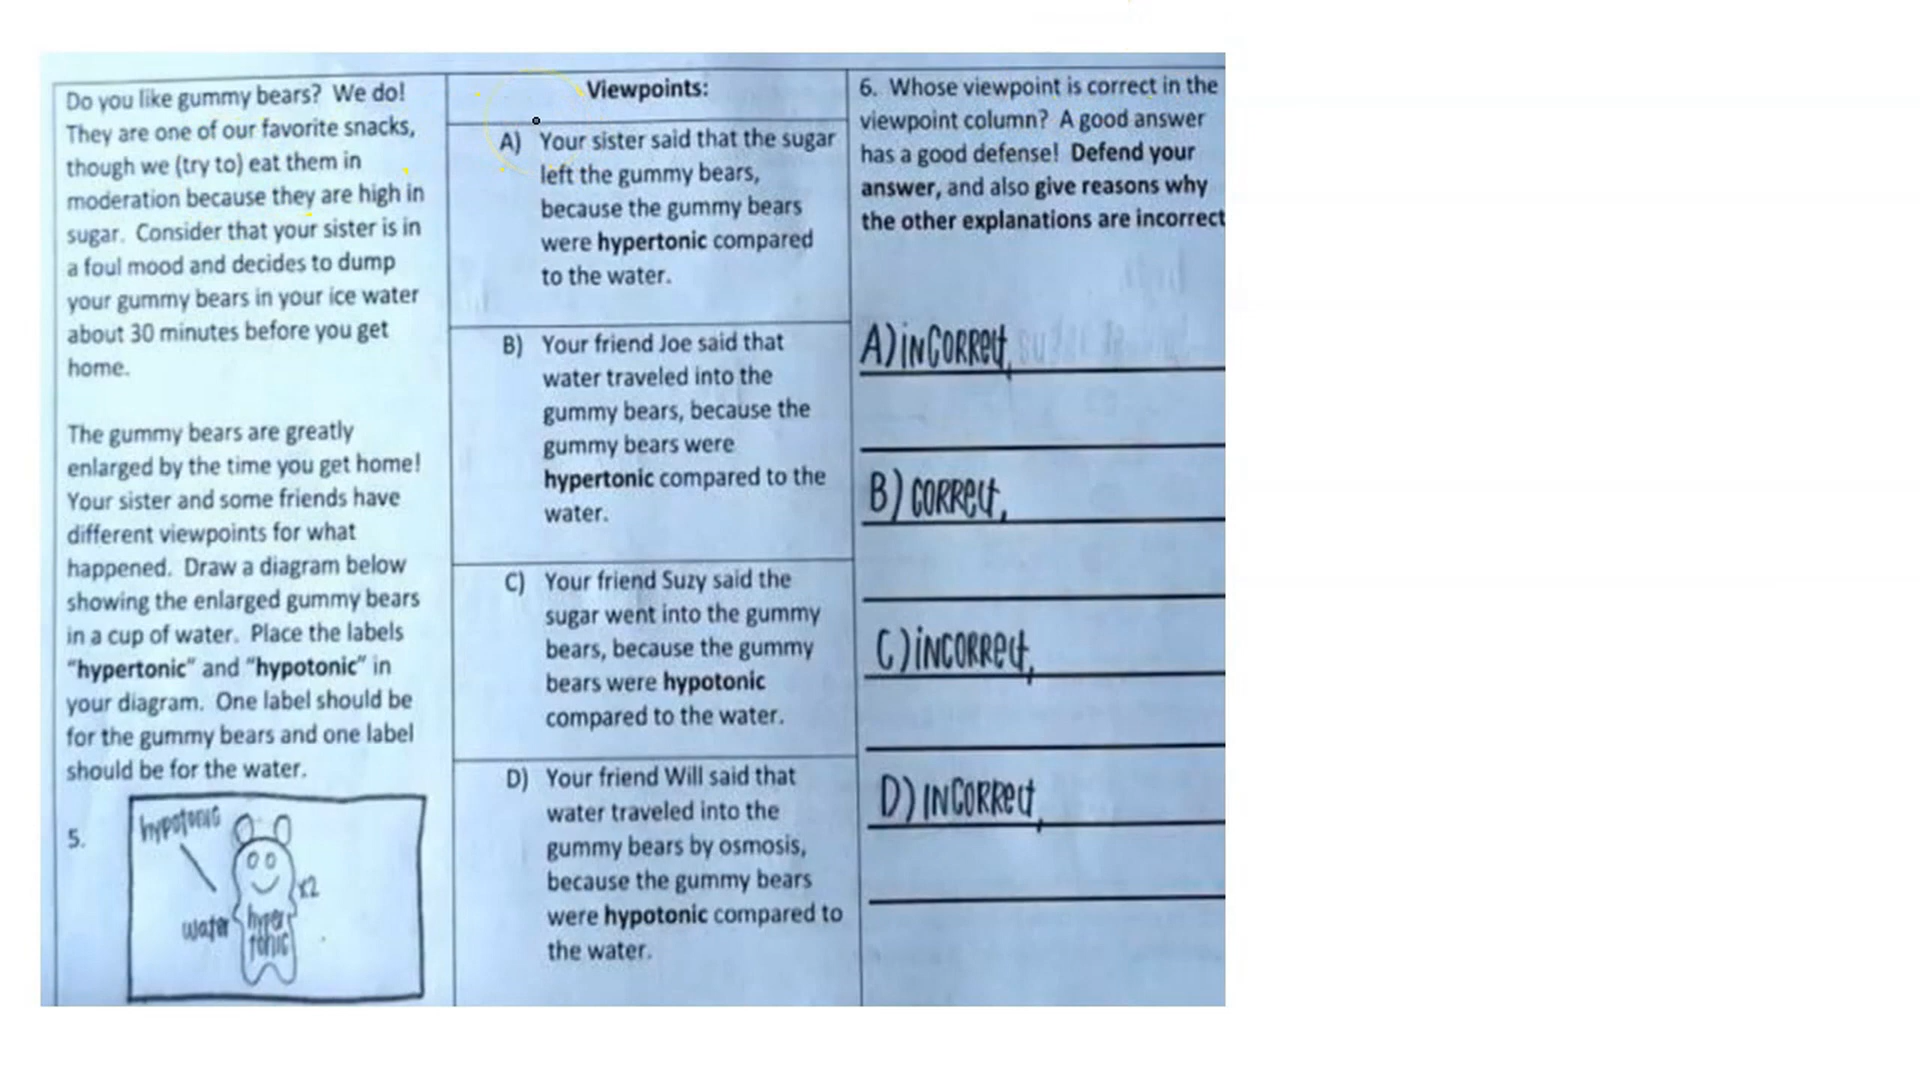 Do you like gummy bears? We do!
They are one of our favorite snacks,
though we (try to) eat them in
moderation because they are high in
sugar. Consider that your sister is in
a foul mood and decides to dump
your gummy bears in your ice water
about 30 minutes before you get
home.
The gummy bears are greatly
enlarged by the time you get home!
Your sister and some friends have
different viewpoints for what
happened. Draw a diagram below
showing the enlarged gummy bears
in a cup of water. Place the labels
"hypertonic" and "hypotonic" in
your diagram. One label should be
for the gummy bears and one label
should be for the water.
5.
hypotonic
x2
water
hyper
tonic
Viewpoints:
A) Your sister said that the sugar
left the gummy bears,
because the gummy bears
were hypertonic compared
to the water.
B) Your friend Joe said that
water traveled into the
gummy bears, because the
gummy bears were
hypertonic compared to the
water.
C) Your friend Suzy said the
sugar went into the gummy
bears, because the gummy
bears were hypotonic
compared to the water.
D) Your friend Will said that
water traveled into the
gummy bears by osmosis,
because the gummy bears
were hypotonic compared to
the water.
6. Whose viewpoint is correct in the
viewpoint column? A good answer
has a good defense! Defend your
answer, and also give reasons why
the other explanations are incorrect
A) incorrect,
B) correct,
C) incorrect,
D) incorrect,